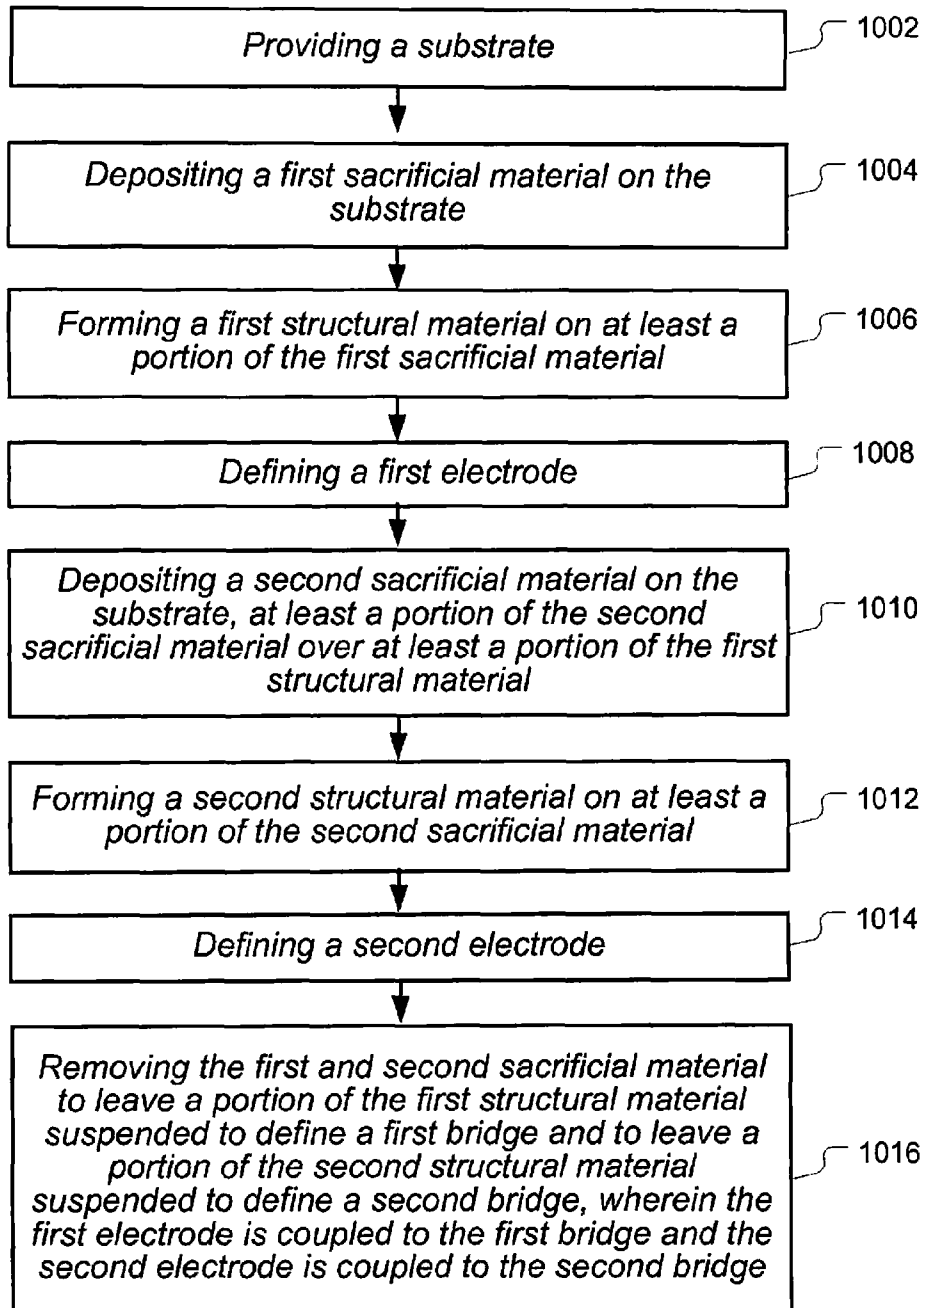 Providing a substrate
1002
Depositing a first sacrificial material on the
substrate
1004
Forming a first structural material on at least a
portion of the first sacrificial material
1006
Defining a first electrode
1008
Depositing a second sacrificial material on the
substrate, at least a portion of the second
sacrificial material over at least a portion of the first
structural material
1010
Forming a second structural material on at least a
portion of the second sacrificial material
1012
Defining a second electrode
1014
Removing the first and second sacrificial material
to leave a portion of the first structural material
suspended to define a first bridge and to leave a
portion of the second structural material
suspended to define a second bridge, wherein the
first electrode is coupled to the first bridge and the
second electrode is coupled to the second bridge
1016